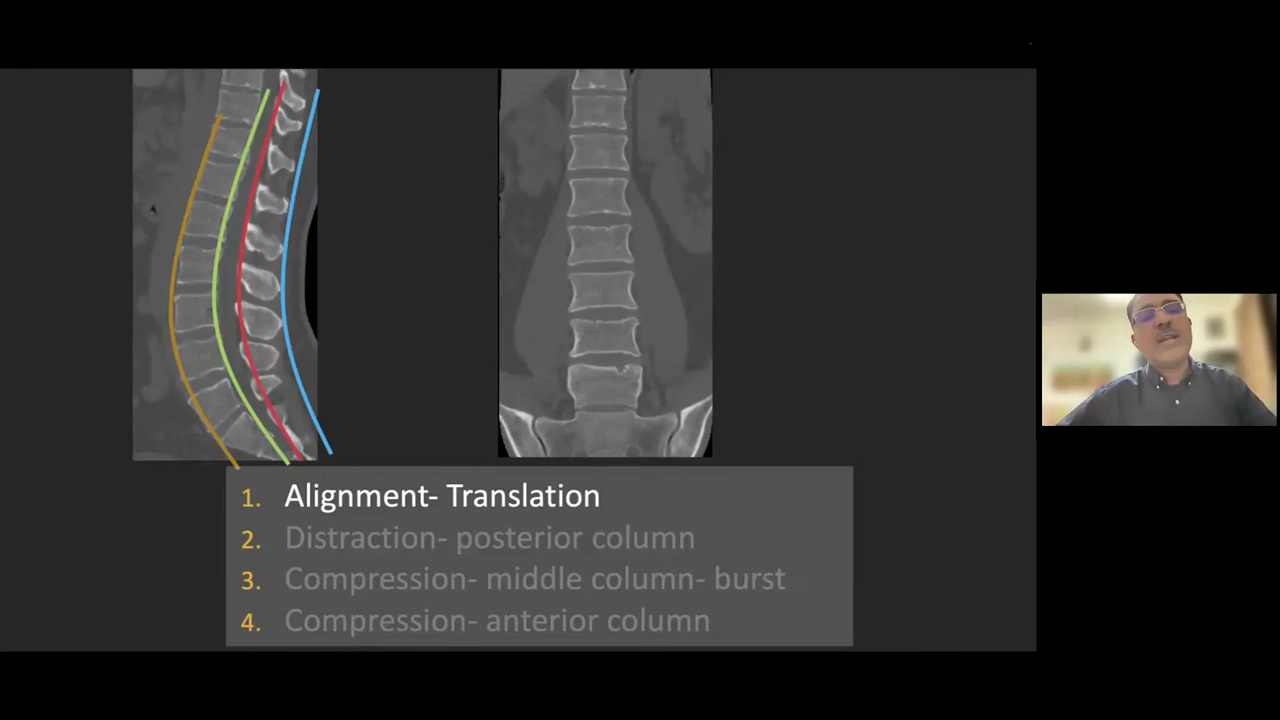 1. Alignment- Translation
2. Distraction- posterior column
3. Compression- middle column- burst
4. Compression- anterior column